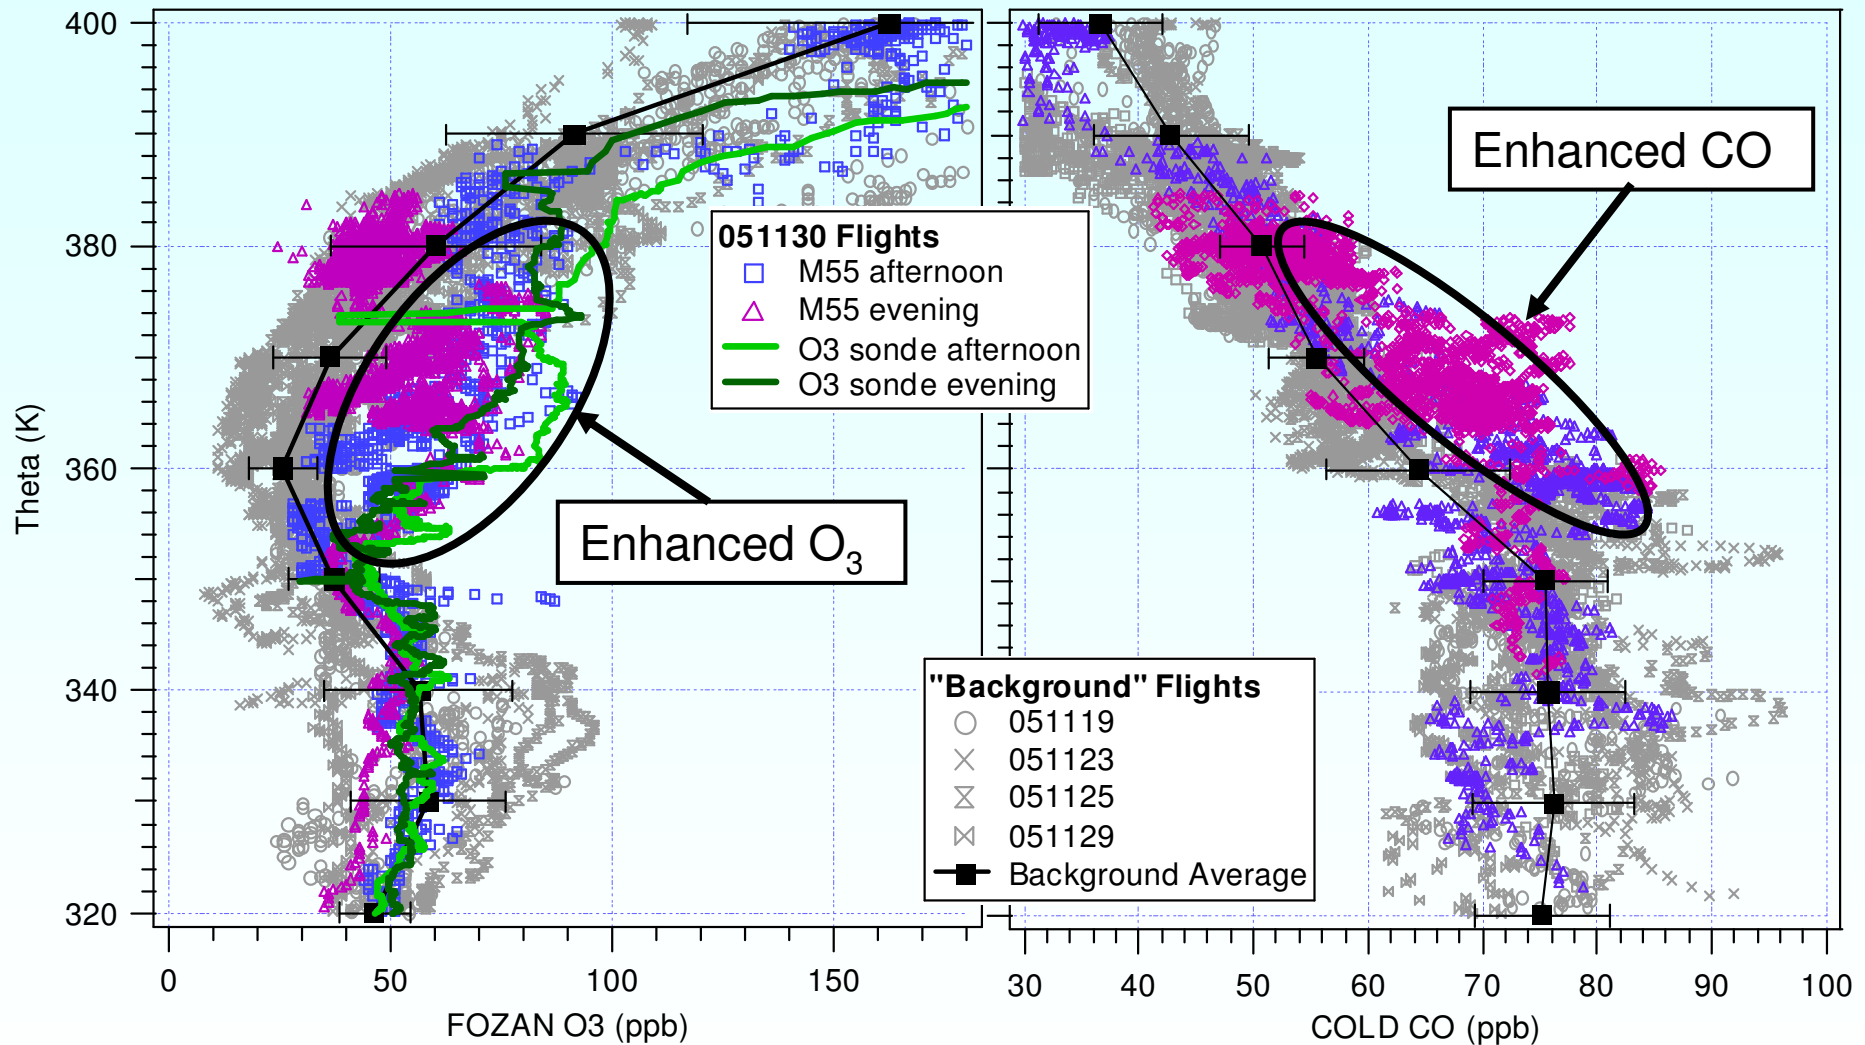 400
380
360
340
320
Theta (K)
0
50
100
150
FOZAN O3 (ppb)
Enhanced O3
051130 Flights
M55 afternoon
M55 evening
O3 sonde afternoon
O3 sonde evening
Enhanced CO
"Background" Flights
051119
051123
051125
051129
Background Average
30
40
50
60
70
80
90
100
COLD CO (ppb)